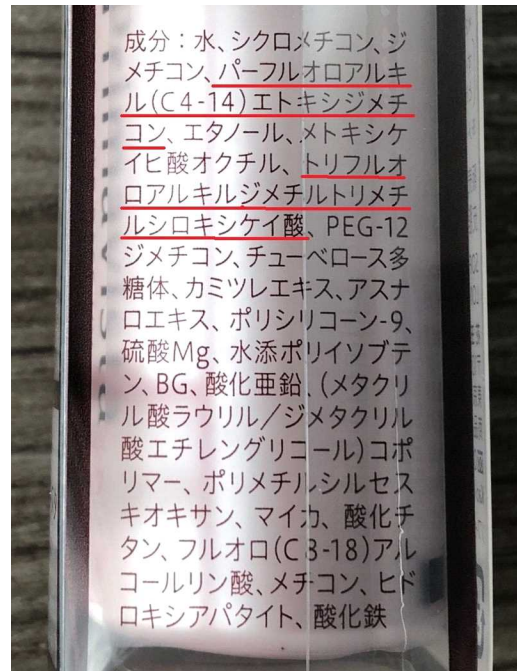 成分：水、シクロメチコン、ジ
メチコン、パーフルオロアルキ
ル(C4-14)エトキシジメチ
コン、エタノール、メトキシケ
イヒ酸オクチル、トリフルオ
ロアルキルジメチルトリメチ
ルシロキシケイ酸、PEG-12
ジメチコン、チューベロース多
糖体、カミツレエキス、アスナ
ロエキス、ポリシリコーン-9、
硫酸Mg、水添ポリイソブテ
ン、BG、酸化亜鉛、(メタクリ
ル酸ラウリル／ジメタクリル
酸エチレングリコール)コポ
リマー、ポリメチルシルセス
キオキサン、マイカ、酸化チ
タン、フルオロ(C8-18)アル
コールリン酸、メチコン、ヒド
ロキシアパタイト、酸化鉄